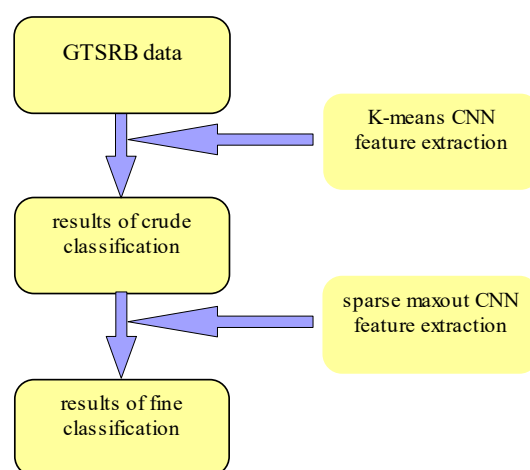 GTSRB data
K-means CNN
feature extraction
results of crude
classification
sparse maxout CNN
feature extraction
results of fine
classification